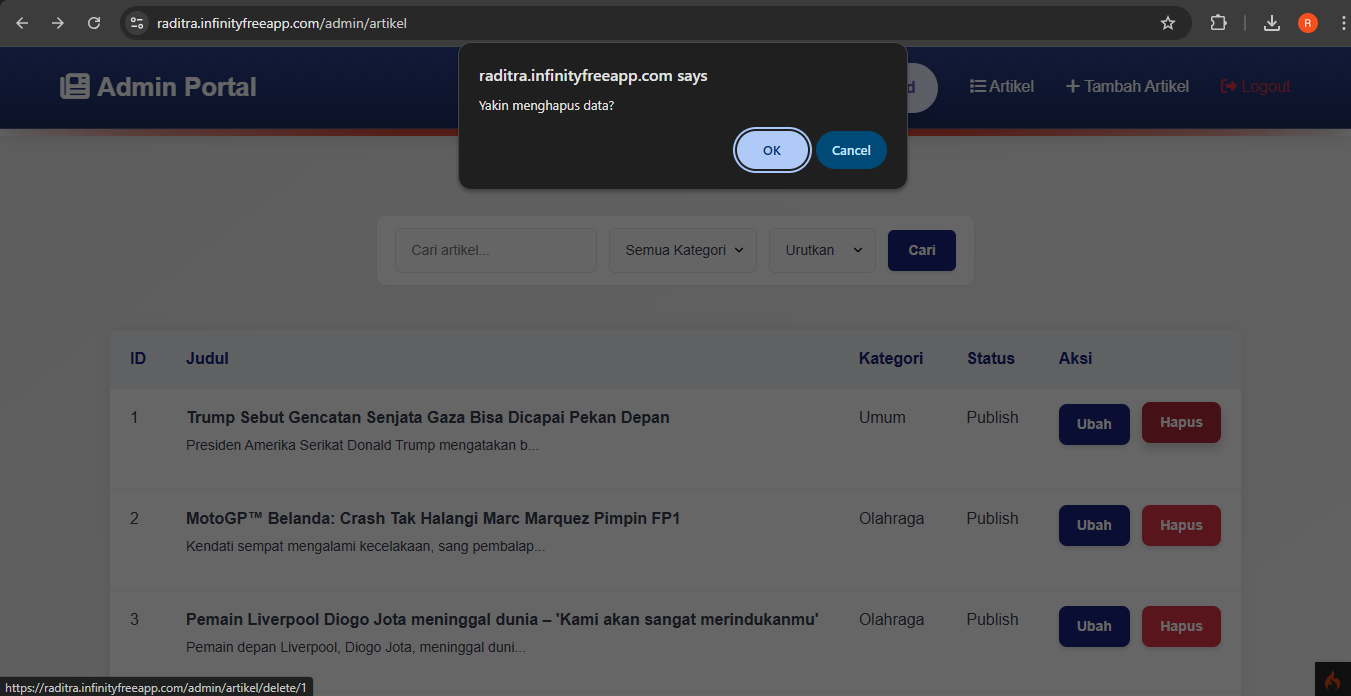 raditra.infinityfreeapp.com/admin/artikel
R
raditra.infinityfreeapp.com says
Yakin menghapus data?
OK
Cancel
Admin Portal
d
Artikel
Tambah Artikel
Logout
Cari artikel...
Semua Kategori
Urutkan
Cari
ID Judul Kategori Status Aksi
1 Trump Sebut Gencatan Senjata Gaza Bisa Dicapai Pekan Depan Umum Publish Ubah Hapus
Presiden Amerika Serikat Donald Trump mengatakan b...
2 MotoGP™ Belanda: Crash Tak Halangi Marc Marquez Pimpin FP1 Olahraga Publish Ubah Hapus
Kendati sempat mengalami kecelakaan, sang pembalap...
3 Pemain Liverpool Diogo Jota meninggal dunia – 'Kami akan sangat merindukanmu' Olahraga Publish Ubah Hapus
Pemain depan Liverpool, Diogo Jota, meninggal duni...
https://raditra.infinityfreeapp.com/admin/artikel/delete/1